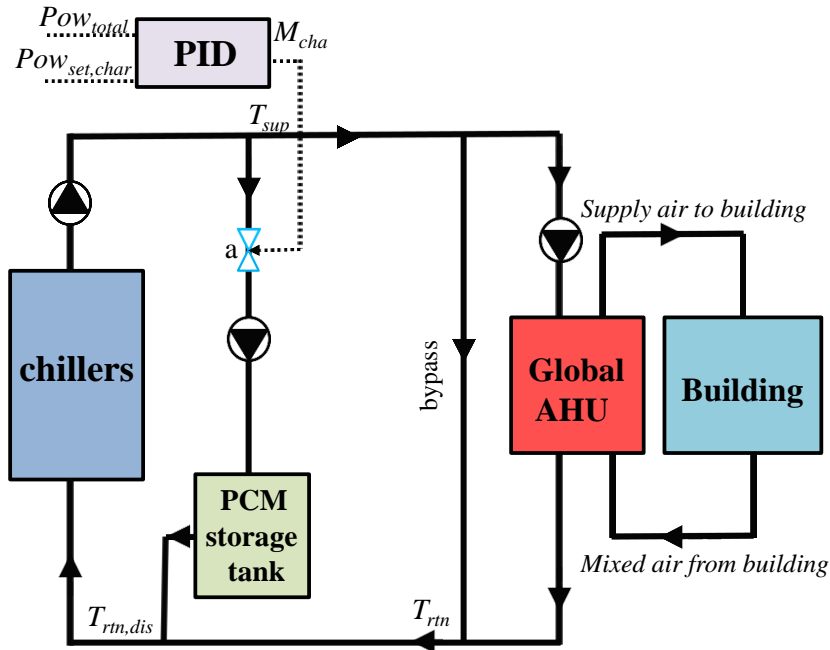 Pow_total
Pow_set,char
PID
M_cha
T_sup
Supply air to building
a
chillers
bypass
Global
AHU
Building
PCM
storage
tank
Mixed air from building
T_rtn,dis
T_rtn